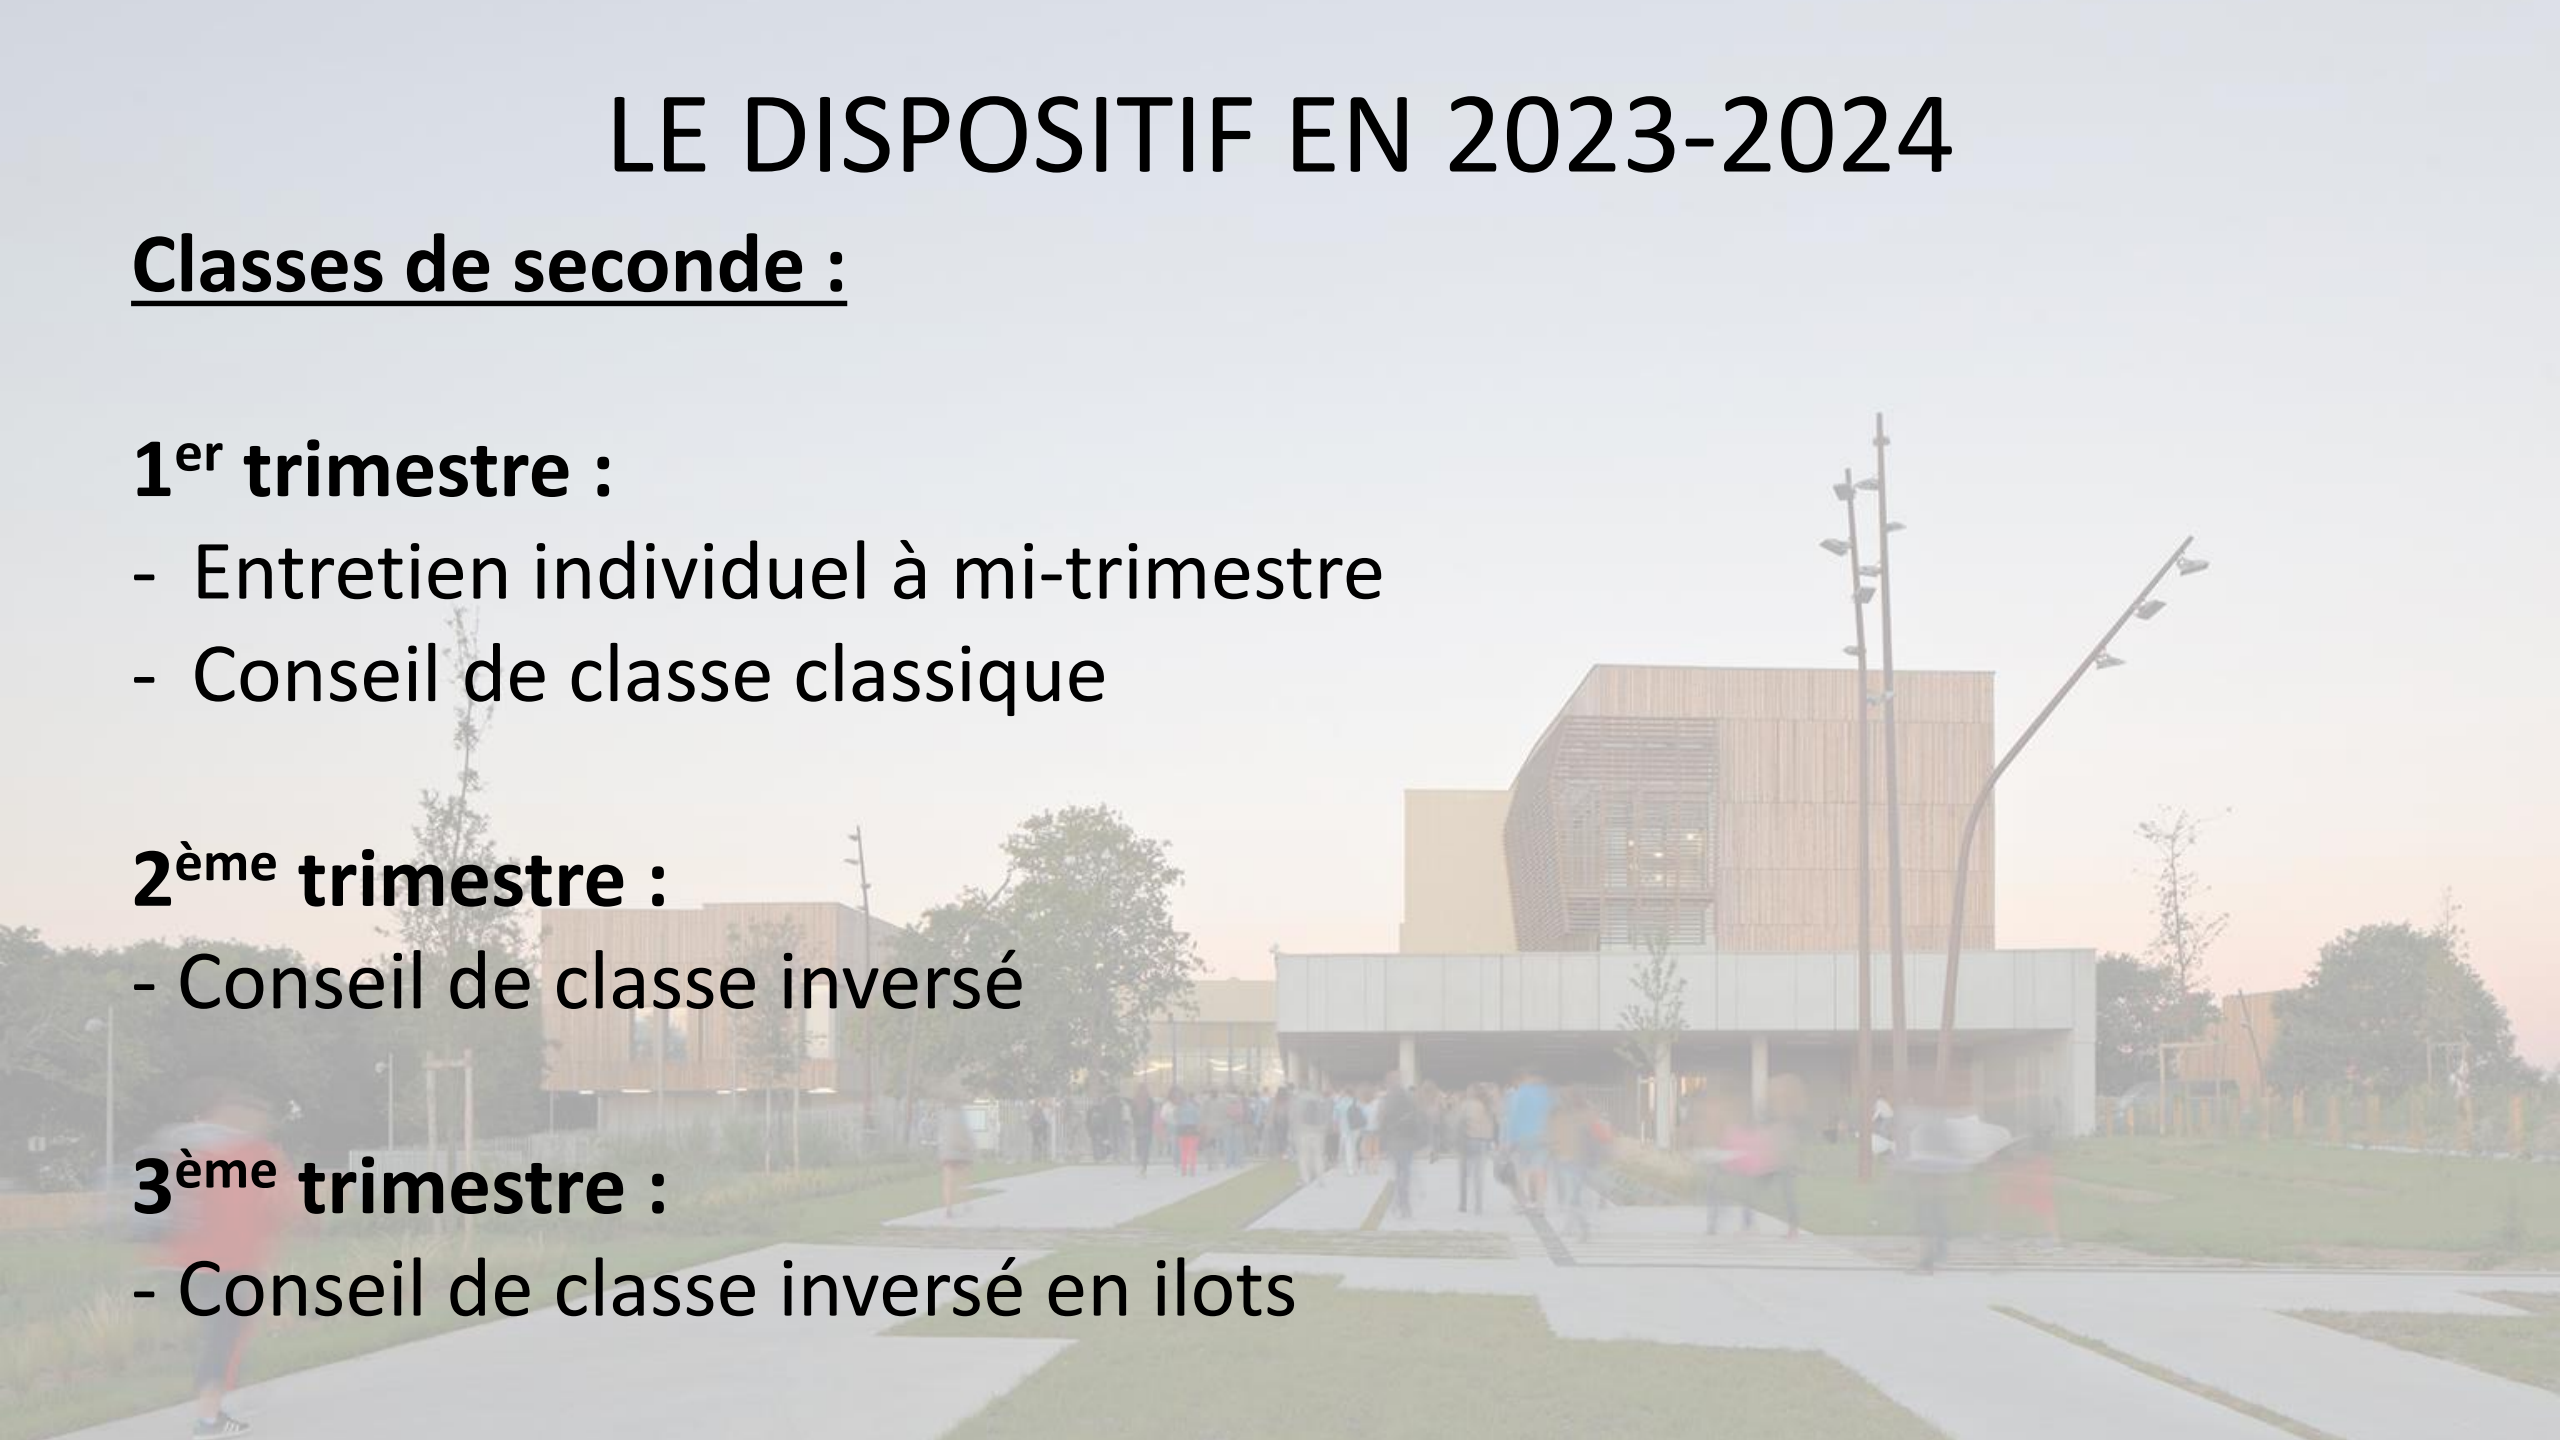 LE DISPOSITIF EN 2023-2024
Classes de seconde :
1er trimestre :
- Entretien individuel à mi-trimestre
- Conseil de classe classique
2ème trimestre :
- Conseil de classe inversé
3ème trimestre :
- Conseil de classe inversé en ilots